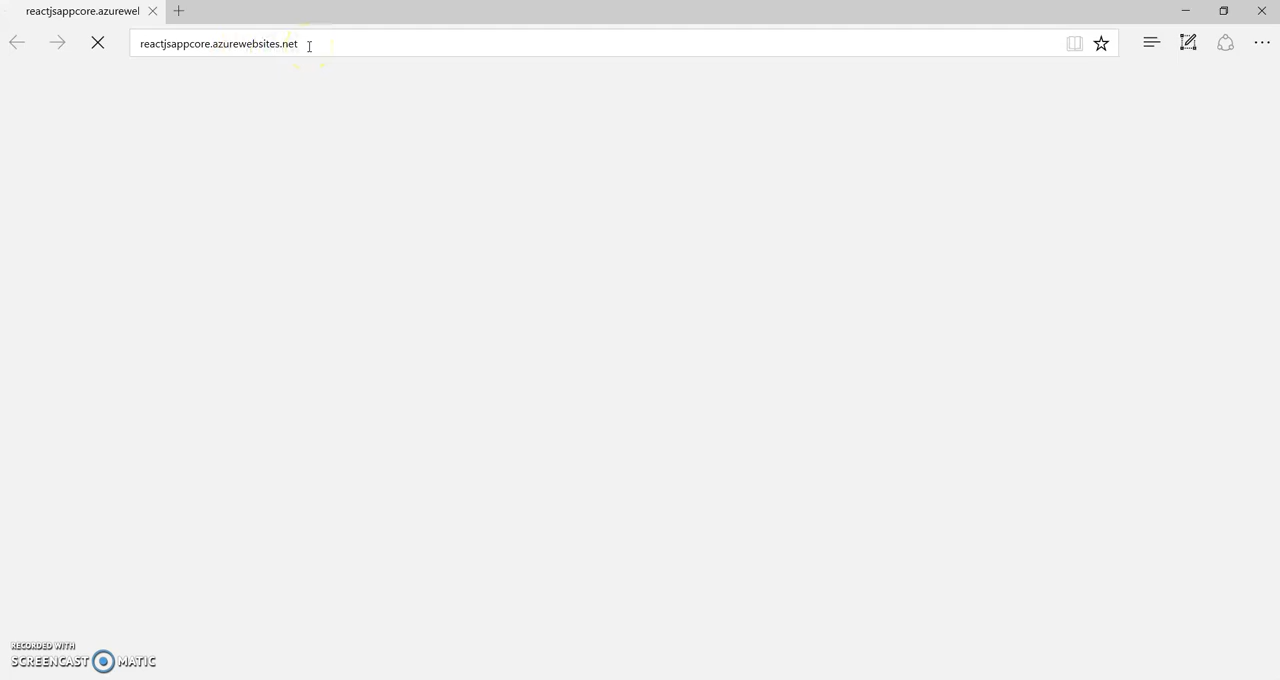 reactjsappcore.azurewel
reactjsappcore.azurewebsites.net
RECORDED WITH
SCREENCAST MATIC